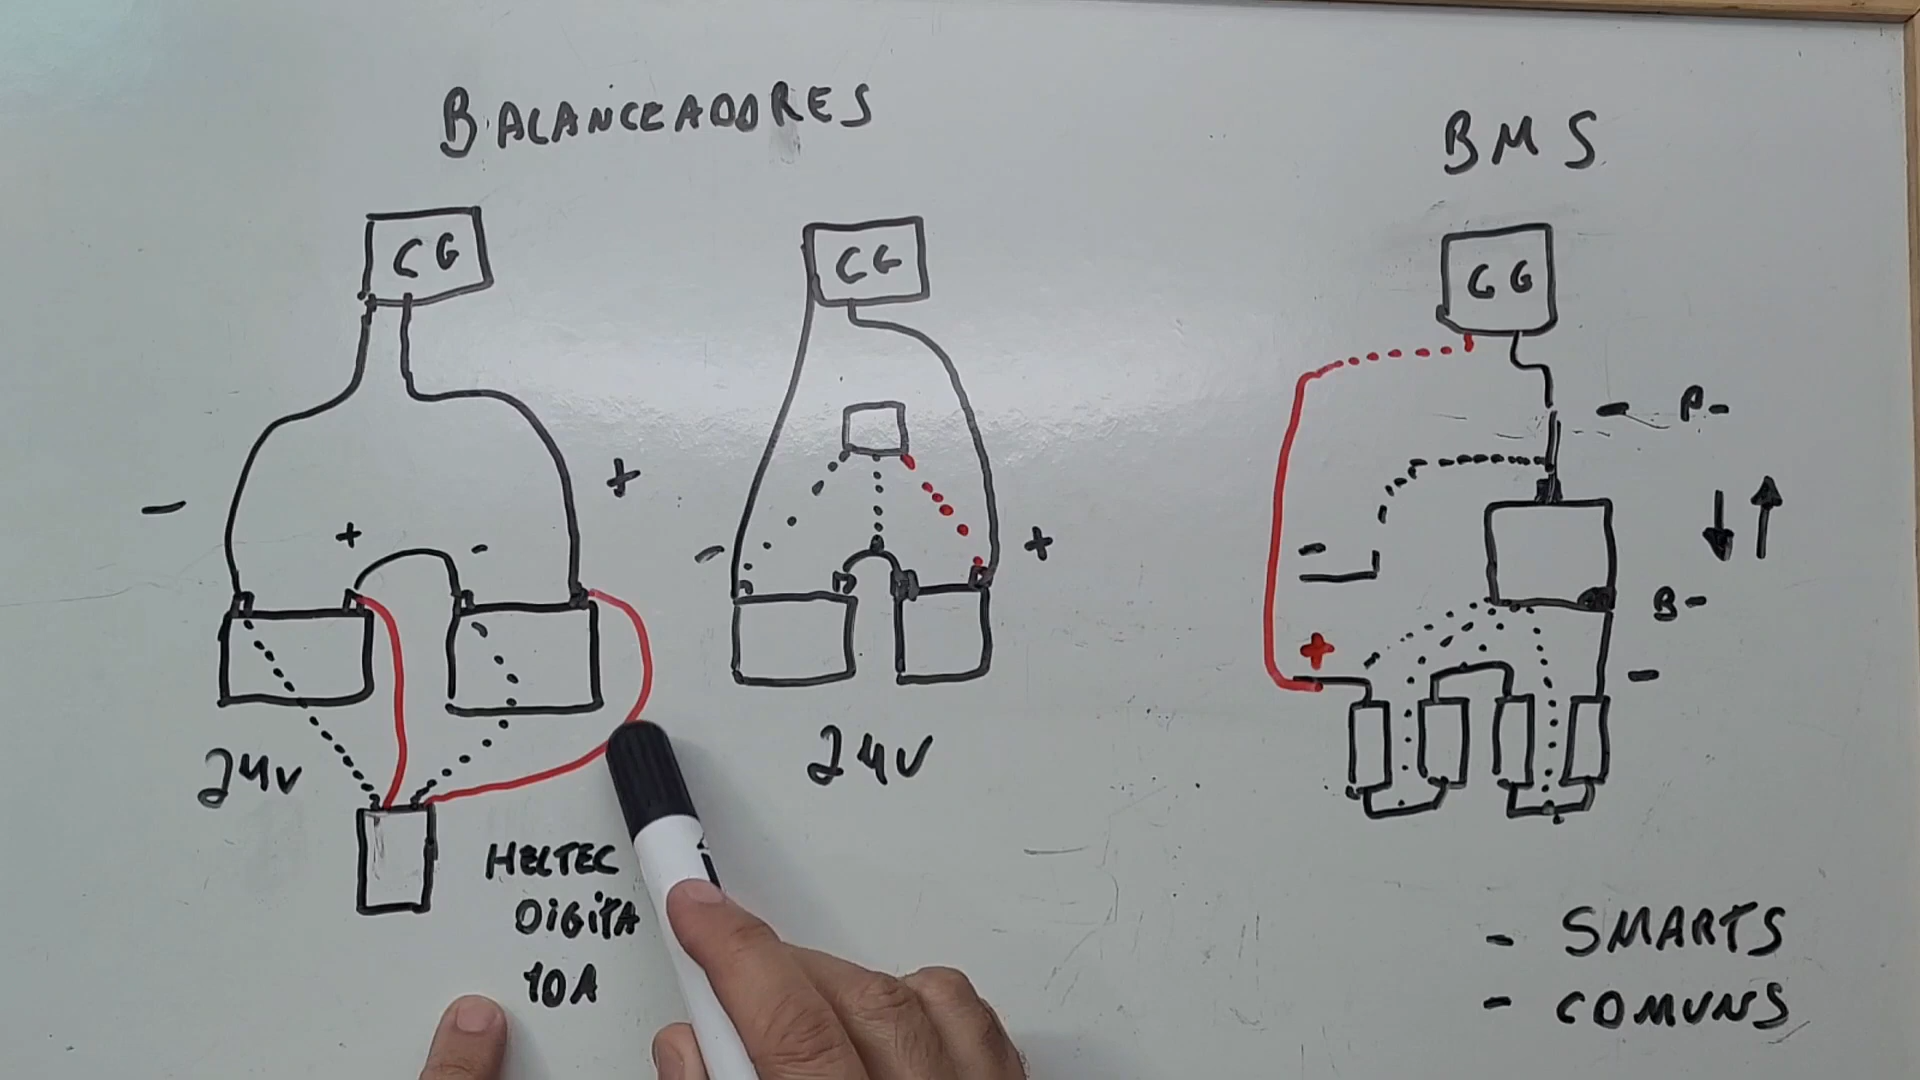 BALANCEADORES
BMS
CG
CG
CG
P-
-
+
+
-
-
+
-
B-
+
-
24V
24V
HELTEC
DIGITA
10A
- SMARTS
- COMUNS